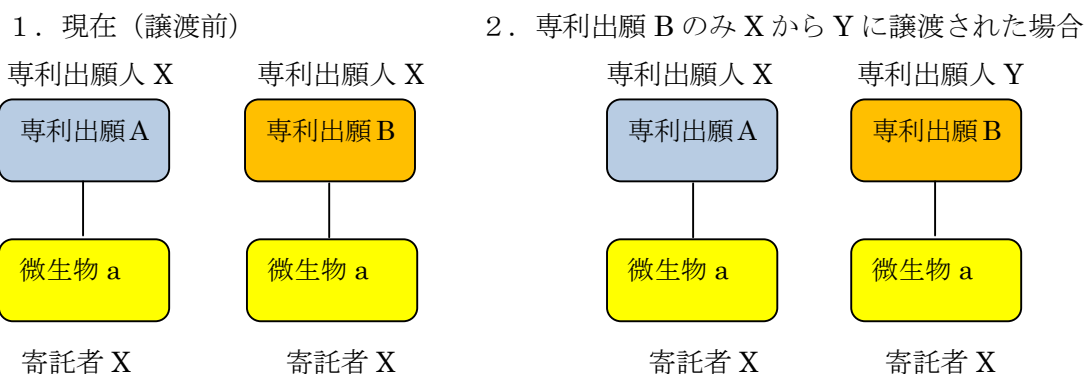 １．現在（譲渡前）
２．専利出願 B のみ X から Y に譲渡された場合
専利出願人 X
専利出願人 X
専利出願人 X
専利出願人 Y
専利出願 A
専利出願 B
専利出願 A
専利出願 B
微生物 a
微生物 a
微生物 a
微生物 a
寄託者 X
寄託者 X
寄託者 X
寄託者 X